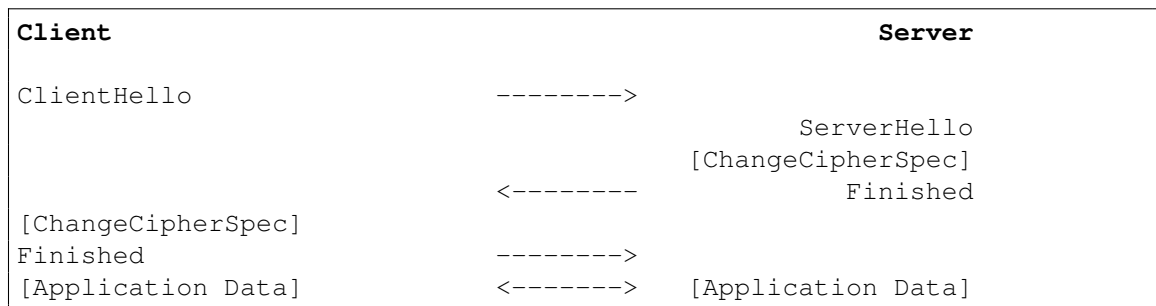 Client Server
ClientHello -------->
ServerHello
[ChangeCipherSpec]
<-------- Finished
[ChangeCipherSpec]
Finished -------->
[Application Data] <-------> [Application Data]